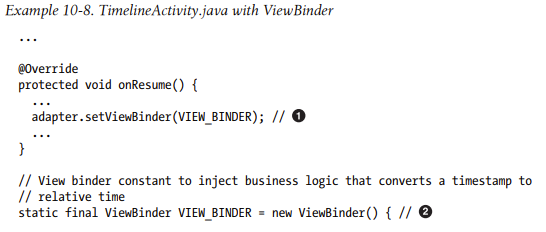 Example 10-8. TimelineActivity.java with ViewBinder
...
@Override
protected void onResume() {
...
adapter.setViewBinder(VIEW_BINDER); // ❶
...
}
// View binder constant to inject business logic that converts a timestamp to
// relative time
static final ViewBinder VIEW_BINDER = new ViewBinder() { // ❷